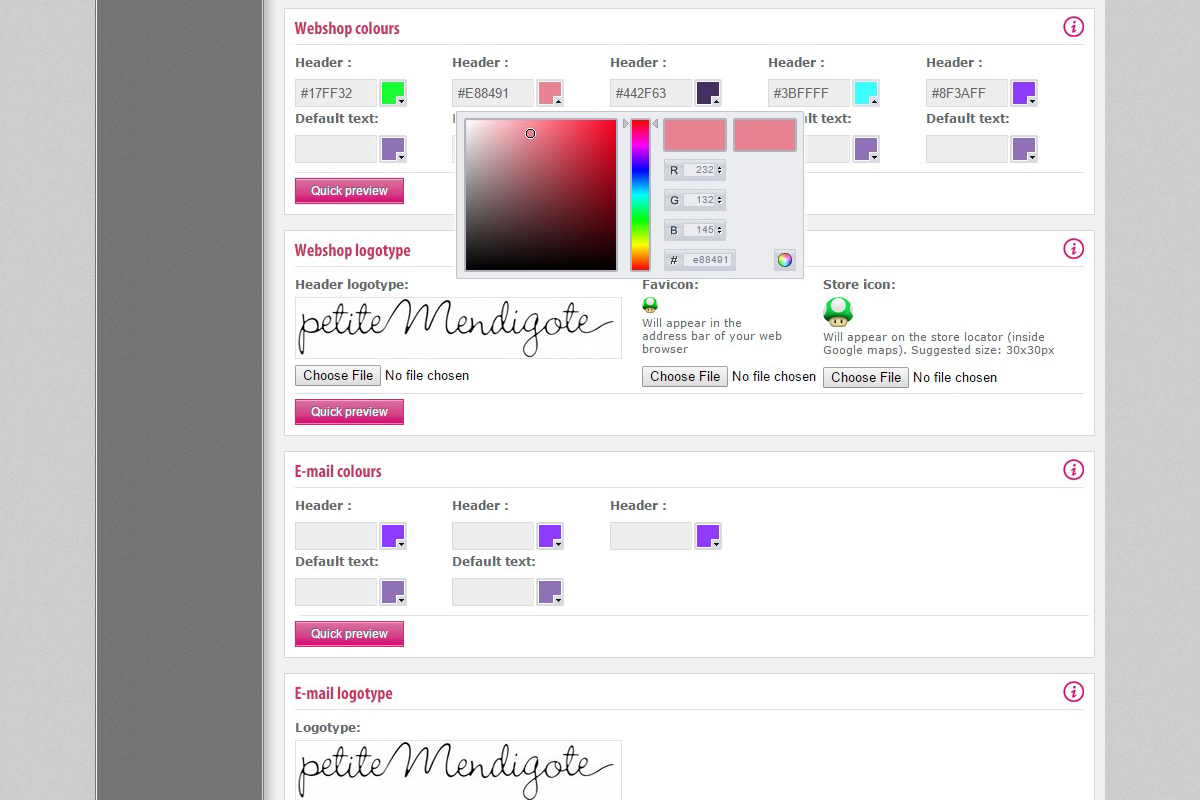 Webshop colours
Header : Header : Header : Header : Header :
#17FF32 #E88491 #442F63 #3BFFFF #8F3AFF
Default text: text: Default text:
R 232
G 132
B 145
# e88491
Quick preview
Webshop logotype
Header logotype: Favicon: Store icon:
petite Mendigote
Will appear in the
address bar of your web
browser
Will appear on the store locator (inside
Google maps). Suggested size: 30x30px
Choose File No file chosen Choose File No file chosen Choose File No file chosen
Quick preview
E-mail colours
Header : Header : Header :
Default text: Default text:
Quick preview
E-mail logotype
Logotype:
petite Mendigote